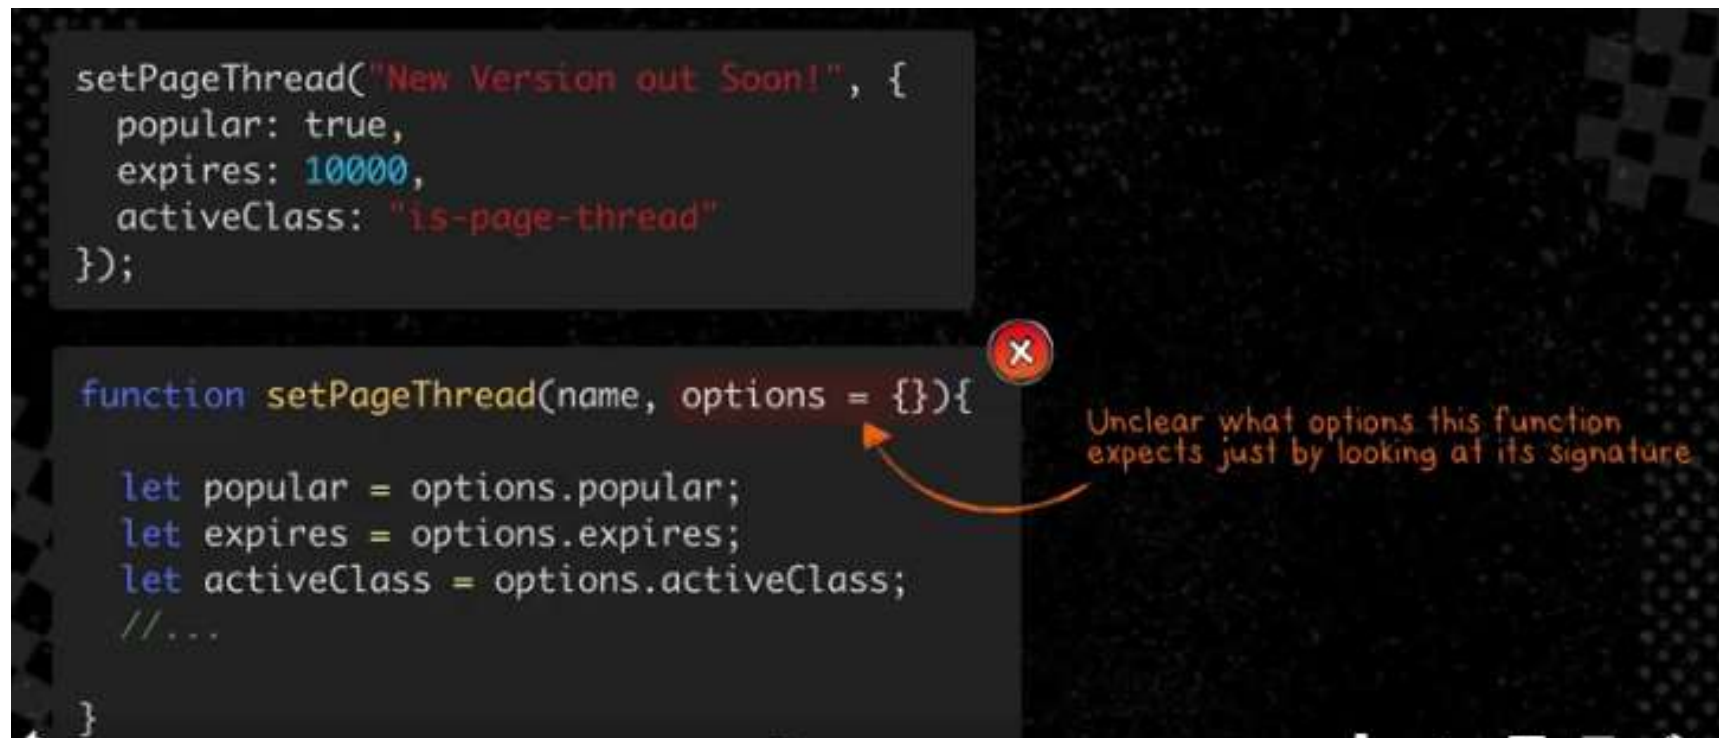 setPageThread("New Version out Soon!", {
popular: true,
expires: 10000,
activeClass: "is-page-thread"
});
function setPageThread(name, options = {}){
Unclear what options this function
expects just by looking at its signature
let popular = options.popular;
let expires = options.expires;
let activeClass = options.activeClass;
//...
}